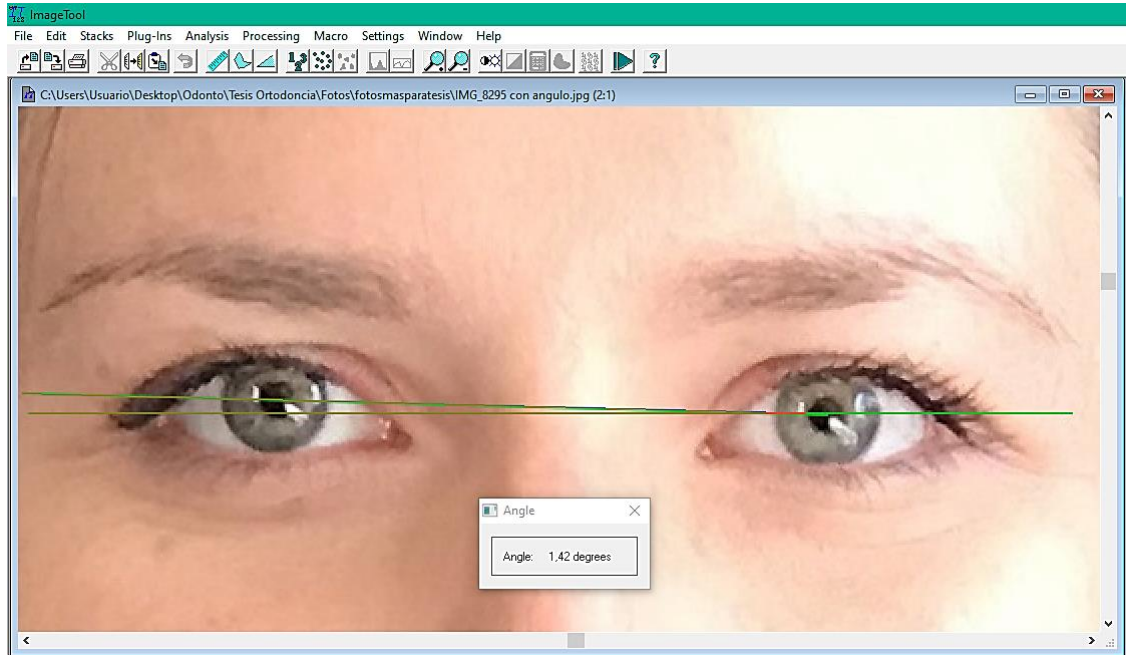 ImageTool
File Edit Stacks Plug-Ins Analysis Processing Macro Settings Window Help
C:\Users\Usuario\Desktop\Odonto\Tesis Ortodoncia\Fotos\fotosmasparatesis\IMG_8295 con angulo.jpg (2:1)
Angle
Angle: 1,42 degrees